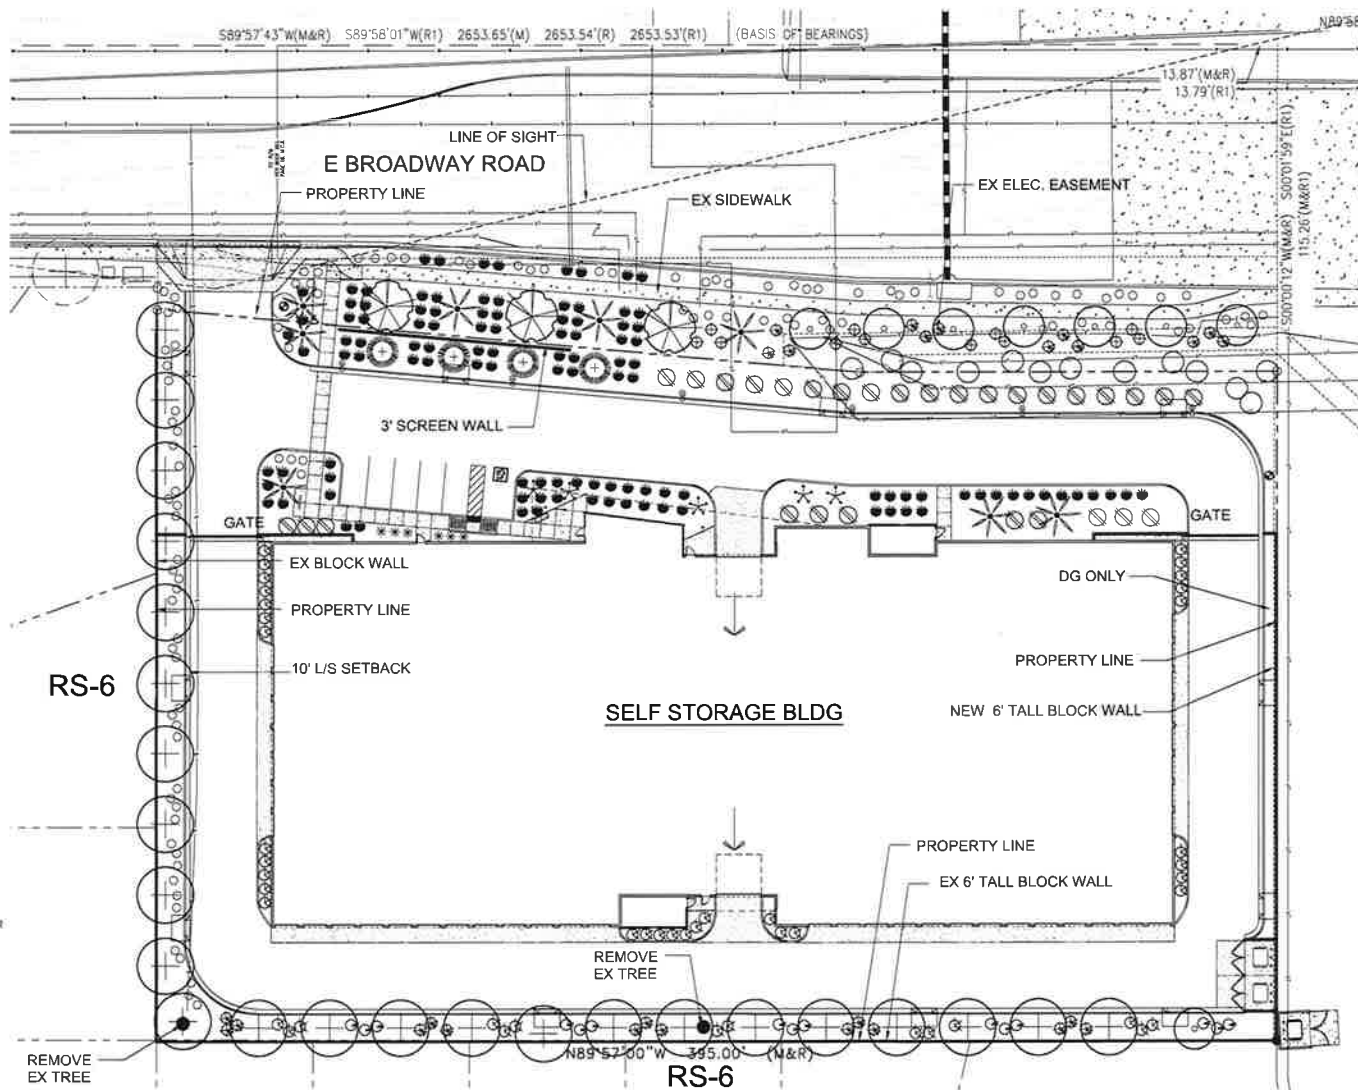 S89°57'43"W(M&R) S89°58'01"W(R1) 2653.65'(M) 2653.54'(R) 2653.53'(R1) (BASIS OF BEARINGS)
13.87'(M&R)
13.79'(R1)
LINE OF SIGHT
E BROADWAY ROAD
PROPERTY LINE
EX SIDEWALK
EX ELEC. EASEMENT
S00°00'12"W(M&R) S00°01'59"E(R1)
115.26'(M&R1)
3' SCREEN WALL
GATE
GATE
EX BLOCK WALL
DG ONLY
PROPERTY LINE
PROPERTY LINE
10' L/S SETBACK
RS-6
SELF STORAGE BLDG
NEW 6' TALL BLOCK WALL
PROPERTY LINE
EX 6' TALL BLOCK WALL
REMOVE
EX TREE
REMOVE
EX TREE
N89°57'00"W 395.00' (M&R)
RS-6